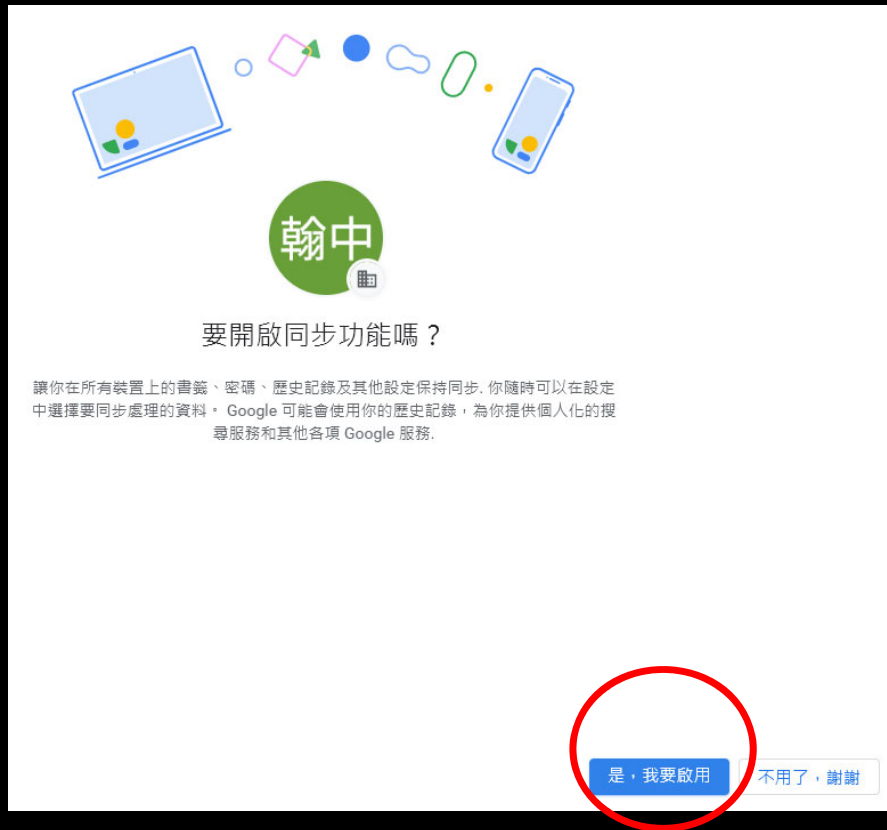 翰中
要開啟同步功能嗎？
讓你在所有裝置上的書籤、密碼、歷史記錄及其他設定保持同步. 你隨時可以在設定
中選擇要同步處理的資料。 Google 可能會使用你的歷史記錄，為你提供個人化的搜
尋服務和其他各項 Google 服務.
是，我要啟用
不用了，謝謝